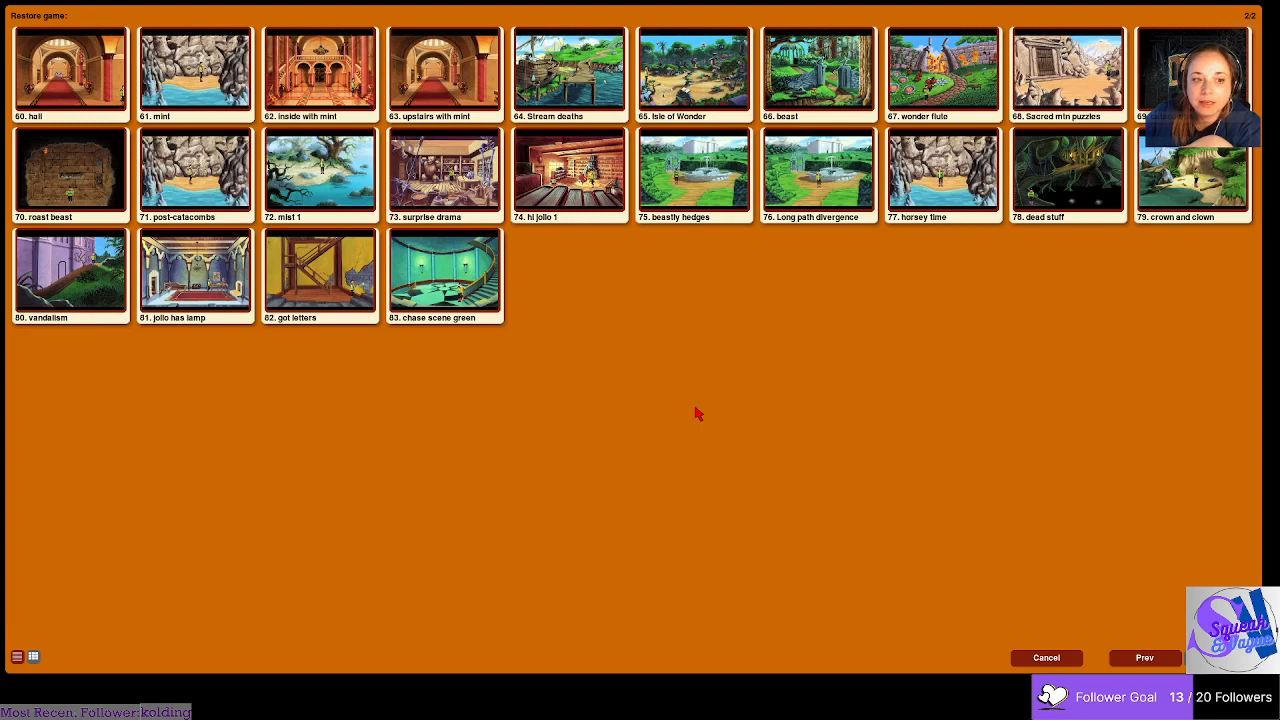 Restore game:
2/2
60. hall
61. mint
62. inside with mint
63. upstairs with mint
64. Stream deaths
65. Isle of Wonder
66. beast
67. wonder flute
68. Sacred mtn puzzles
69.
70. roast beast
71. post-catacombs
72. mist 1
73. surprise drama
74. hi jollo 1
75. beastly hedges
76. Long path divergence
77. horsey time
78. dead stuff
79. crown and clown
80. vandalism
81. jollo has lamp
82. got letters
83. chase scene green
Squeak
& Vague
Cancel
Prev
Follower Goal 13 / 20 Followers
Most Recen. Follower:kolding